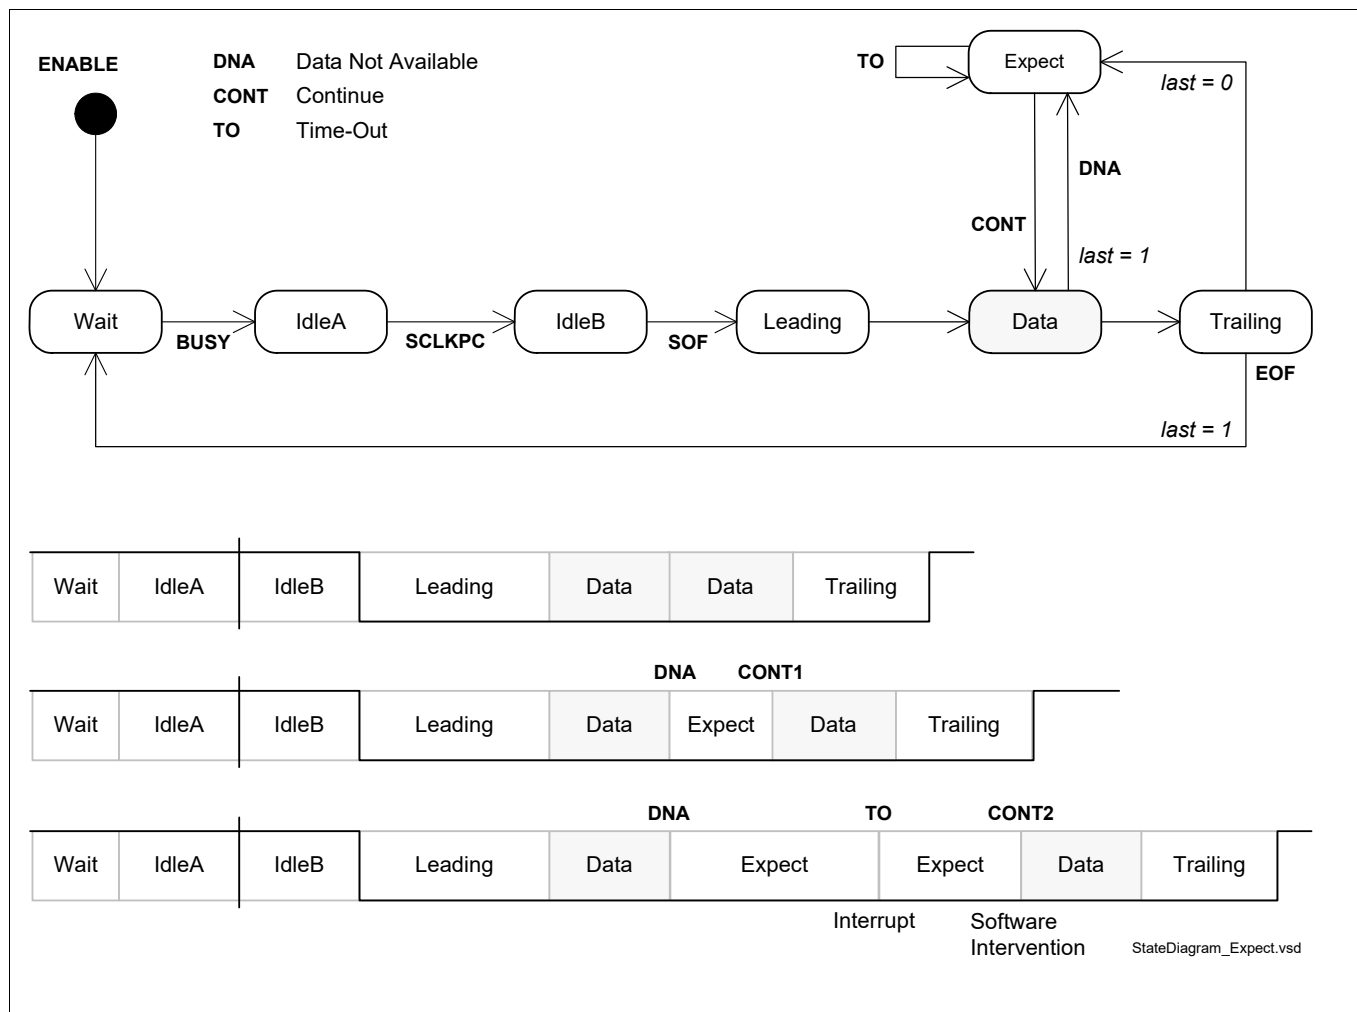 ENABLE
DNA Data Not Available
CONT Continue
TO Time-Out
TO
Expect
last = 0
DNA
CONT
last = 1
Wait
BUSY
IdleA
SCLKPC
IdleB
SOF
Leading
Data
Trailing
EOF
last = 1
Wait IdleA IdleB Leading Data Data Trailing
DNA CONT1
Wait IdleA IdleB Leading Data Expect Data Trailing
DNA TO CONT2
Wait IdleA IdleB Leading Data Expect Expect Data Trailing
Interrupt
Software
Intervention
StateDiagram_Expect.vsd